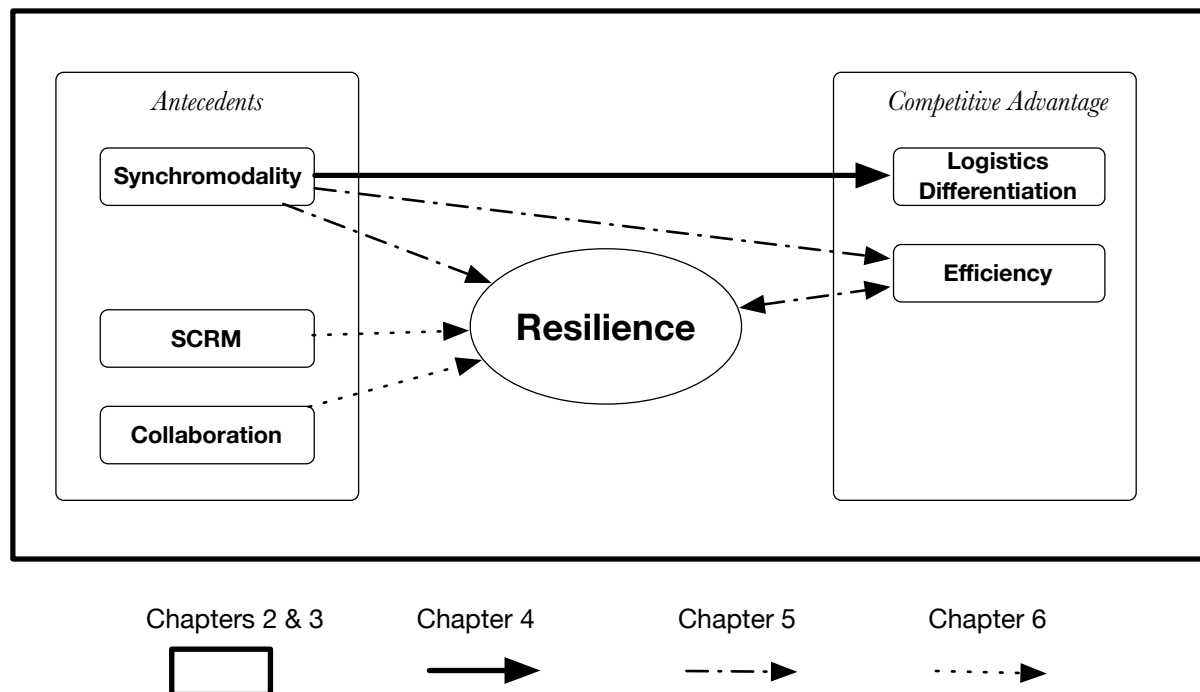 Antecedents
Competitive Advantage
Synchromodality
Logistics
Differentiation
Efficiency
SCRM
Resilience
Collaboration
Chapters 2 & 3
Chapter 4
Chapter 5
Chapter 6